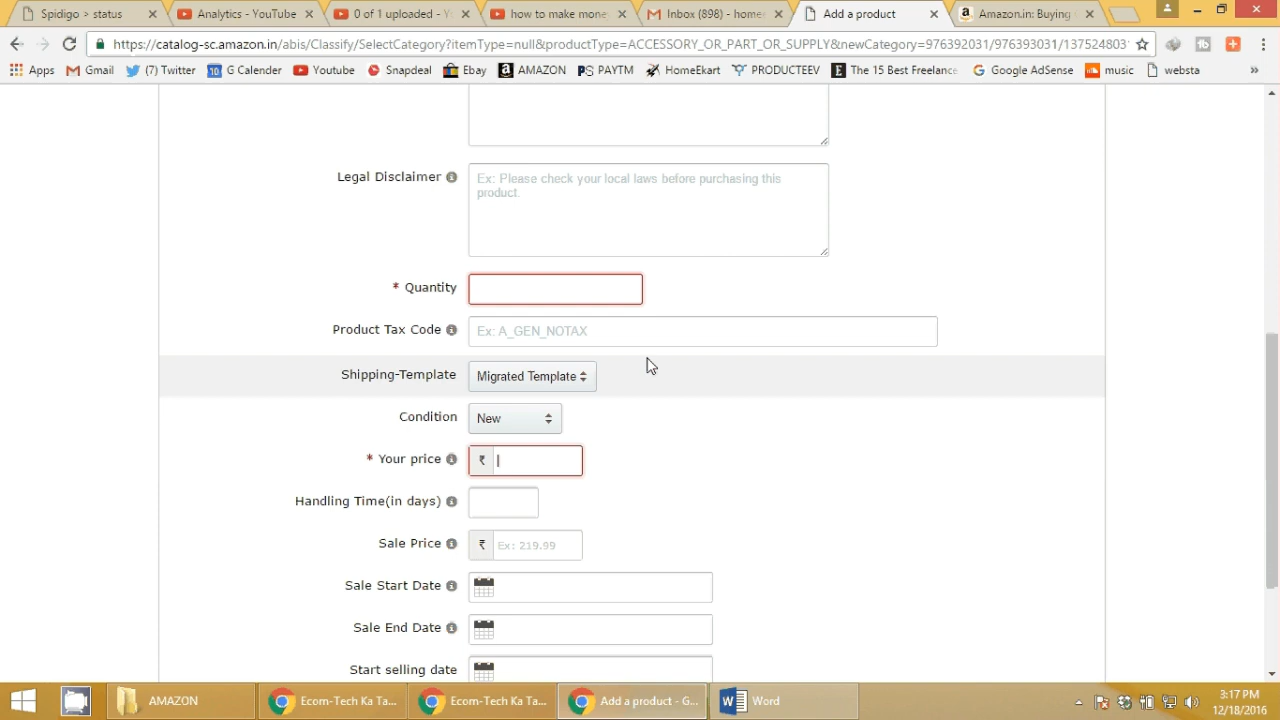 Spidigo > status
Analytics - YouTube
0 of 1 uploaded - Y
how to make mone
Inbox (898) - home
Add a product
Amazon.in: Buying
https://catalog-sc.amazon.in/abis/Classify/SelectCategory?itemType=null&productType=ACCESSORY_OR_PART_OR_SUPPLY&newCategory=976392031/976393031/1375248031
Apps Gmail (7) Twitter G Calender Youtube Snapdeal Ebay AMAZON PAYTM HomeEkart PRODUCTEEV The 15 Best Freelance Google AdSense music websta »
Legal Disclaimer
Ex: Please check your local laws before purchasing this
product.
* Quantity
Product Tax Code Ex: A_GEN_NOTAX
Shipping-Template Migrated Template
Condition New
* Your price ₹
Handling Time(in days)
Sale Price ₹ Ex: 219.99
Sale Start Date
Sale End Date
Start selling date
AMAZON
Ecom-Tech Ka Ta...
Ecom-Tech Ka Ta...
Add a product - G...
Word
3:17 PM
12/18/2016